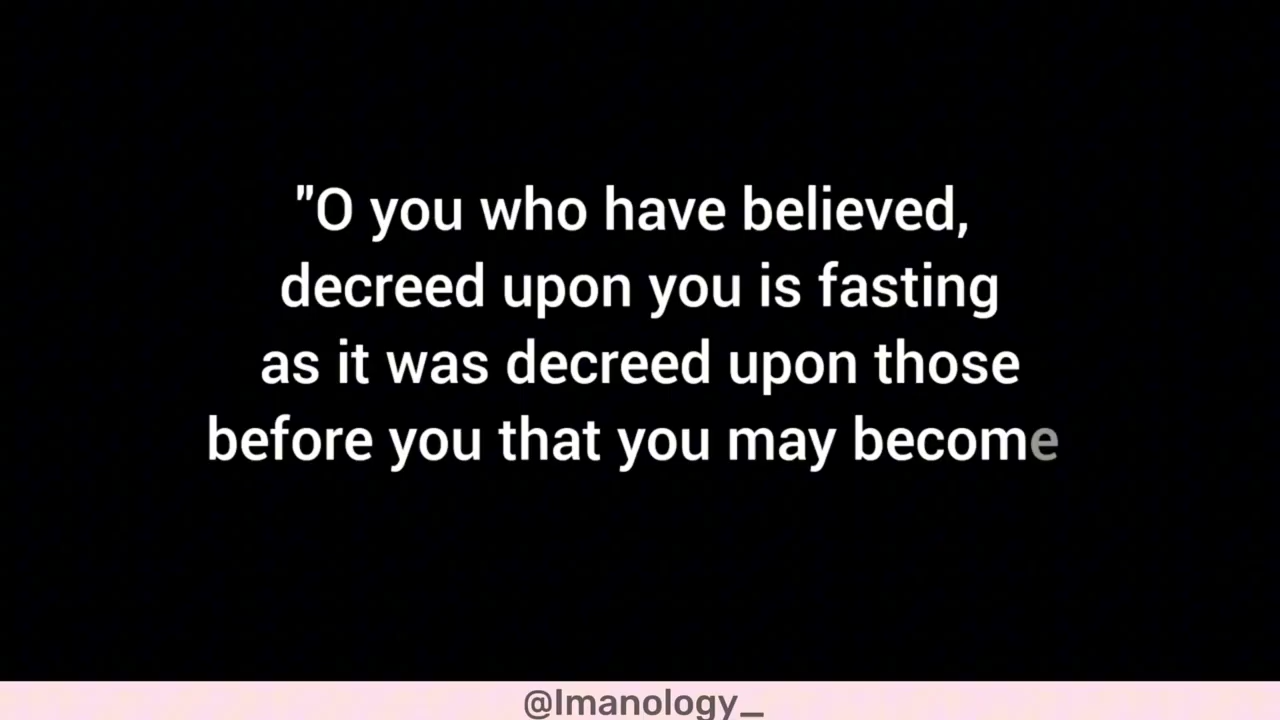 "O you who have believed,
decreed upon you is fasting
as it was decreed upon those
before you that you may become
@Imanology_